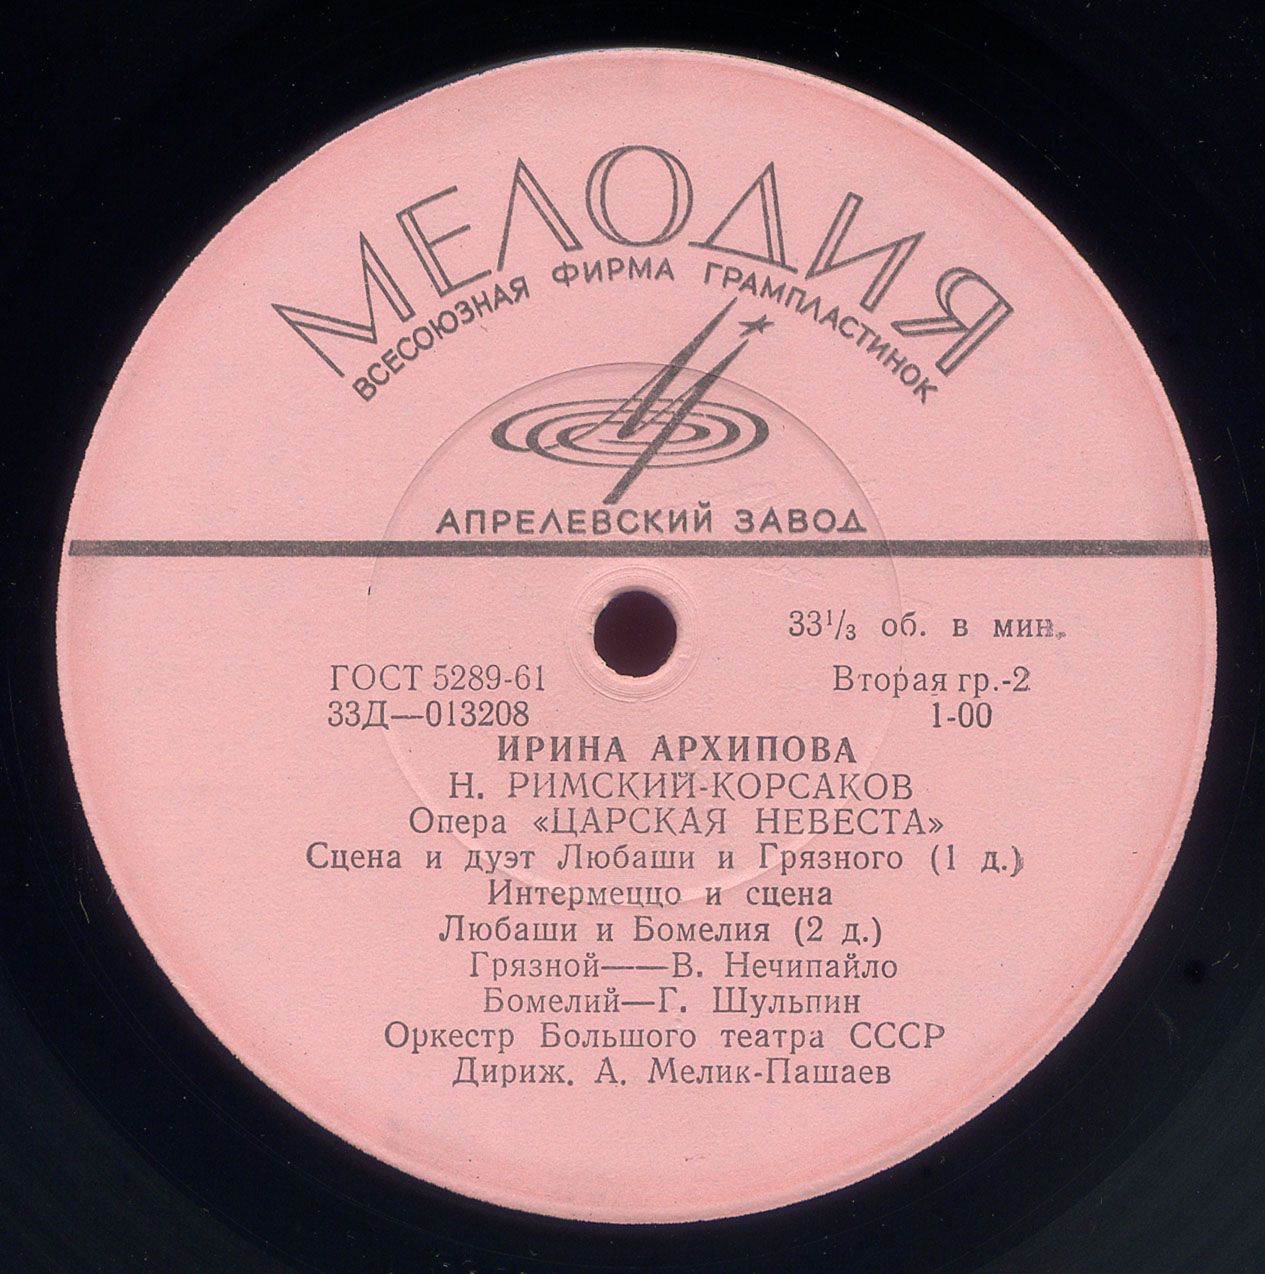 МЕЛОДИЯ
ВСЕСОЮЗНАЯ ФИРМА ГРАМПЛАСТИНОК
АПРЕЛЕВСКИЙ ЗАВОД
33¹/₃ об. в мин.
ГОСТ 5289-61 Вторая гр.-2
33Д—013208 1-00
ИРИНА АРХИПОВА
Н. РИМСКИЙ-КОРСАКОВ
Опера «ЦАРСКАЯ НЕВЕСТА»
Сцена и дуэт Любаши и Грязного (1 д.)
Интермеццо и сцена
Любаши и Бомелия (2 д.)
Грязной——В. Нечипайло
Бомелий—Г. Шульпин
Оркестр Большого театра СССР
Дириж. А. Мелик-Пашаев